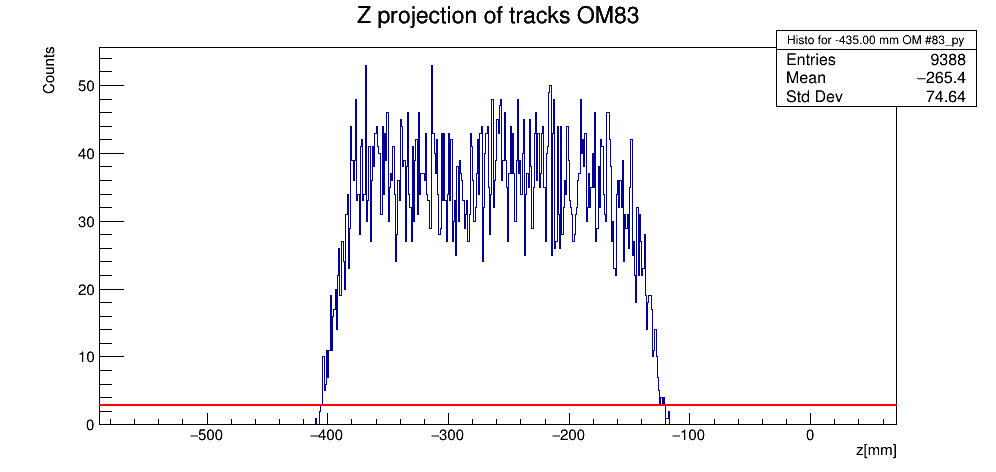 Z projection of tracks OM83
Histo for -435.00 mm OM #83_py
Entries 9388
Mean −265.4
Std Dev 74.64
Counts
50
40
30
20
10
0
−500 −400 −300 −200 −100 0
z[mm]